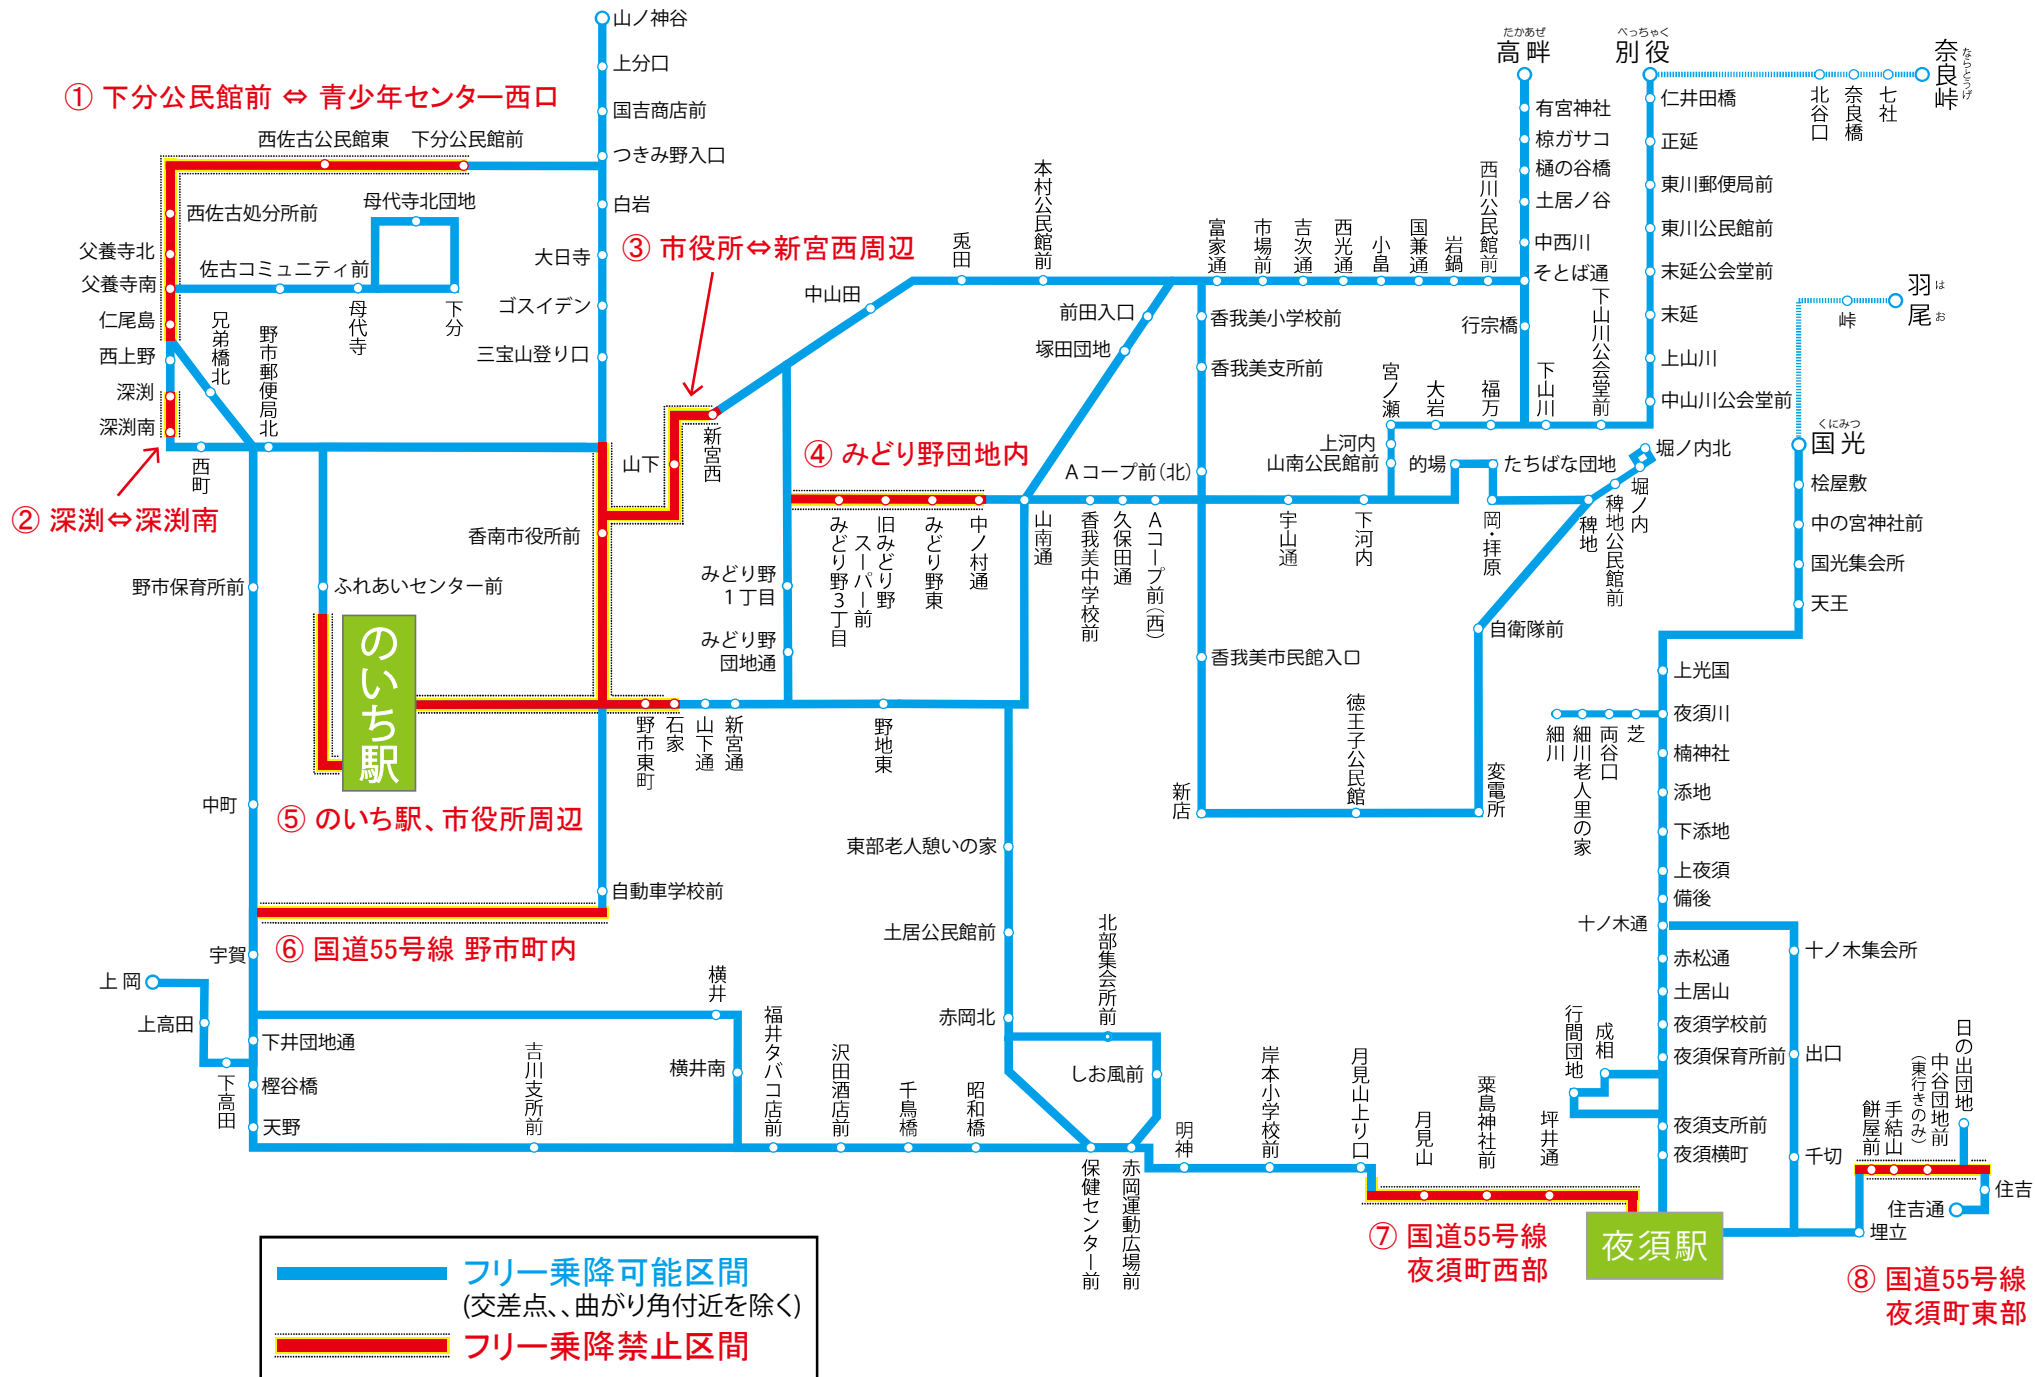 山ノ神谷
上分口
国吉商店前
つきみ野入口
白岩
大日寺
ゴスイデン
三宝山登り口
① 下分公民館前 ⇔ 青少年センター西口
西佐古公民館東
下分公民館前
西佐古処分所前
母代寺北団地
父養寺北
父養寺南
佐古コミュニティ前
母代寺
下分
仁尾島
西上野
深渕
深渕南
兄弟橋北
野市郵便局北
西町
② 深渕⇔深渕南
③ 市役所⇔新宮西周辺
中山田
兎田
本村公民館前
富家通
市場前
吉次通
西光通
小畠
国兼通
岩鍋
西川公民館前
たかあぜ
高畔
有宮神社
椋ガサコ
樋の谷橋
土居ノ谷
中西川
そとば通
行宗橋
べっちゃく
別役
仁井田橋
正延
東川郵便局前
東川公民館前
末延公会堂前
末延
上山川
中山川公会堂前
北谷口
奈良橋
七社
奈良峠
ならとうげ
羽尾
はお
峠
くにみつ
国光
桧屋敷
中の宮神社前
国光集会所
天王
前田入口
塚田団地
香我美小学校前
香我美支所前
Aコープ前(北)
宮ノ瀬
大岩
福万
下山川
下山川公会堂前
上河内
山南公民館前
的場
たちばな団地
堀ノ内北
堀ノ内
稗地公民館前
稗地
岡・拝原
自衛隊前
山下
新宮西
④ みどり野団地内
みどり野3丁目
旧みどり野
スーパー前
みどり野東
中ノ村通
山南通
香我美中学校前
久保田通
Aコープ前(西)
宇山通
下河内
香南市役所前
みどり野
1丁目
みどり野
団地通
野市保育所前
ふれあいセンター前
のいち駅
野市東町
石家
山下通
新宮通
野地東
香我美市民館入口
徳王子公民館
新店
変電所
中町
⑤ のいち駅、市役所周辺
自動車学校前
⑥ 国道55号線 野市町内
宇賀
上岡
上高田
下高田
下井団地通
樫谷橋
天野
横井
横井南
吉川支所前
福井タバコ店前
沢田酒店前
千鳥橋
昭和橋
東部老人憩いの家
土居公民館前
赤岡北
北部集会所前
しお風前
保健センター前
赤岡運動広場前
明神
岸本小学校前
月見山上り口
月見山
粟島神社前
坪井通
⑦ 国道55号線
夜須町西部
上光国
夜須川
楠神社
添地
下添地
上夜須
備後
細川
細川老人里の家
両谷口
芝
十ノ木通
赤松通
土居山
夜須学校前
夜須保育所前
夜須支所前
夜須横町
行間団地
成相
十ノ木集会所
出口
千切
夜須駅
埋立
餅屋前
手結山
中谷団地前
(東行きのみ)
日の出団地
住吉
住吉通
⑧ 国道55号線
夜須町東部
フリー乗降可能区間
(交差点、、曲がり角付近を除く)
フリー乗降禁止区間